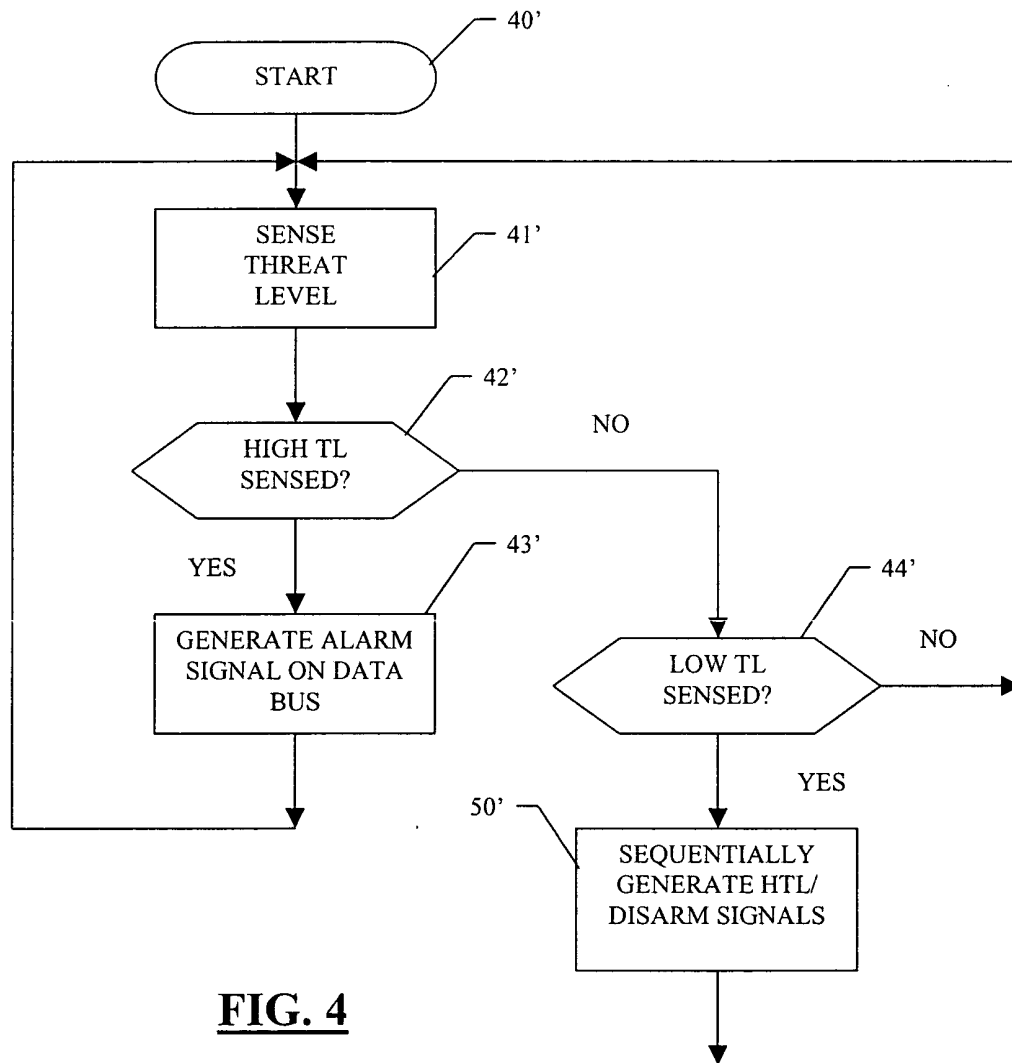 40’
START
SENSE
THREAT
LEVEL
41’
42’
HIGH TL
SENSED?
NO
YES
43’
GENERATE ALARM
SIGNAL ON DATA
BUS
44’
LOW TL
SENSED?
NO
YES
50’
SEQUENTIALLY
GENERATE HTL/
DISARM SIGNALS
FIG. 4